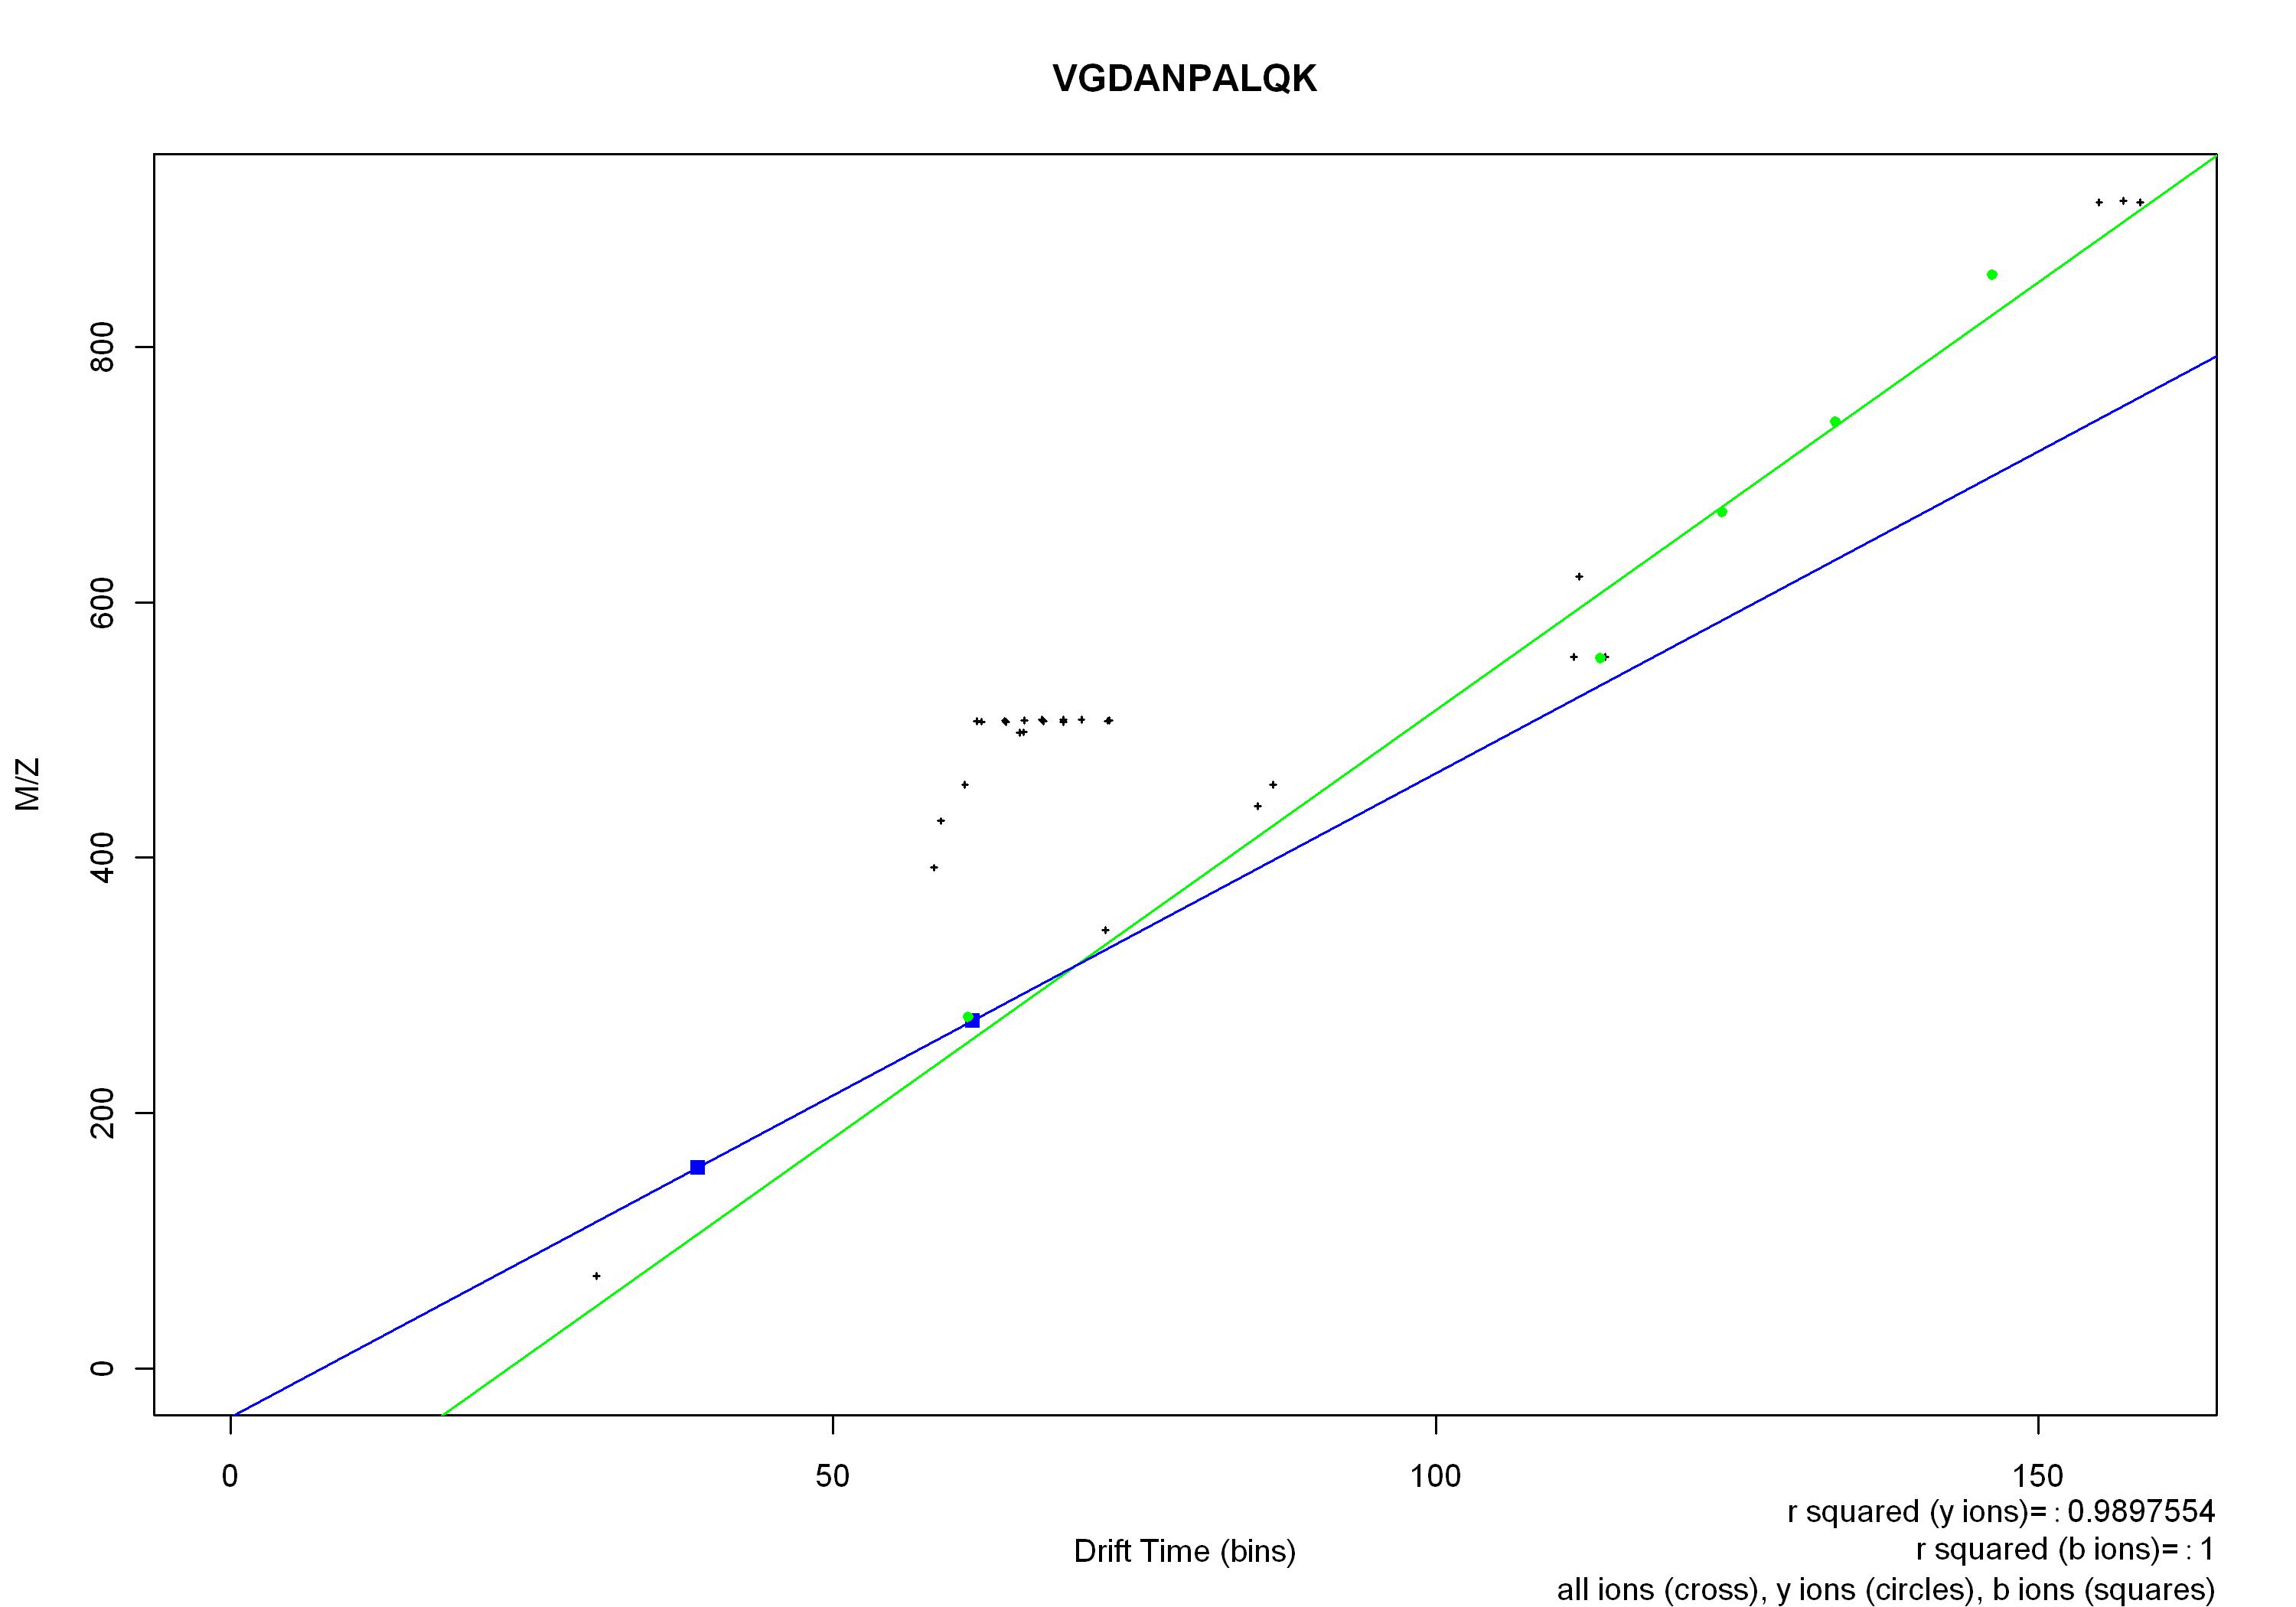 VGDANPALQK
800
600
400
200
0
M/Z
0 50 100 150
r squared (y ions)= : 0.9897554
Drift Time (bins)
r squared (b ions)= : 1
all ions (cross), y ions (circles), b ions (squares)